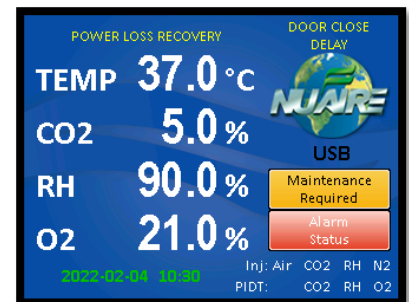 POWER LOSS RECOVERY
DOOR CLOSE
DELAY
TEMP 37.0 °C
NUAIRE
CO2 5.0 %
USB
RH 90.0 %
Maintenance
Required
O2 21.0 %
Alarm
Status
2022-02-04 10:30
Inj: Air CO2 RH N2
PIDT: CO2 RH O2